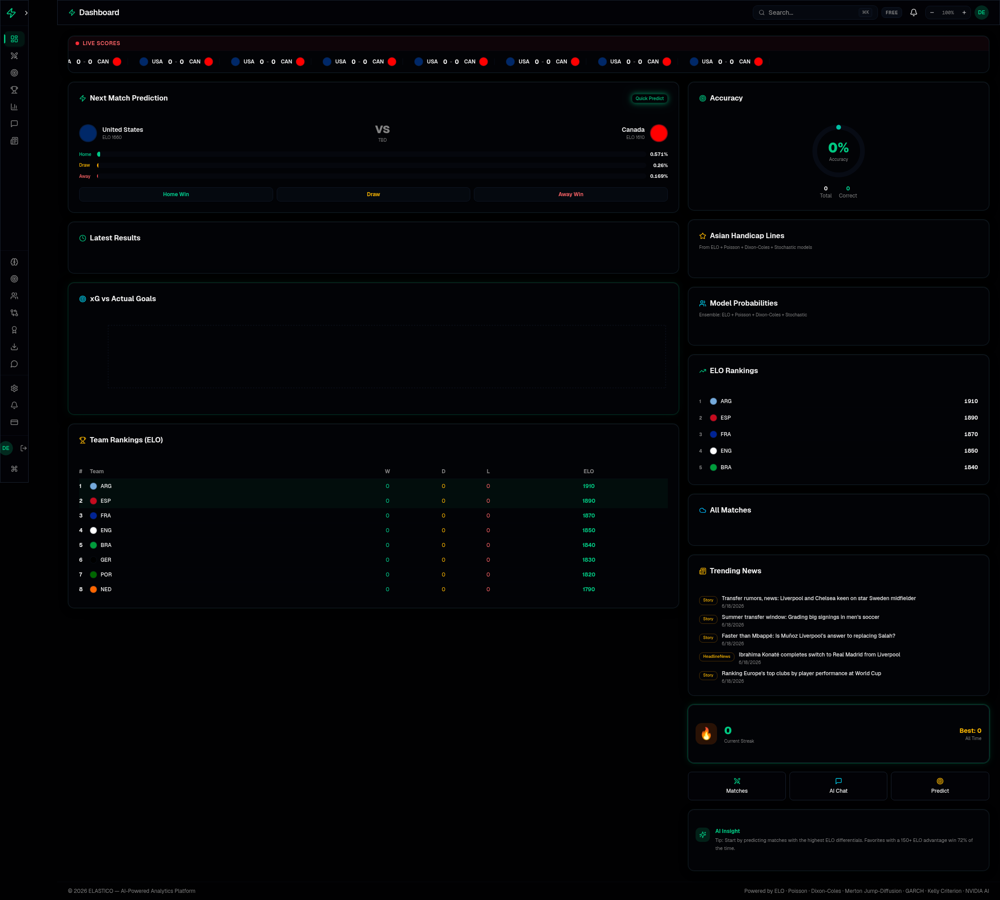 Dashboard
Search...
⌘K
FREE
− 100% +
DE
LIVE SCORES
A 0 - 0 CAN USA 0 - 0 CAN USA 0 - 0 CAN USA 0 - 0 CAN USA 0 - 0 CAN USA 0 - 0 CAN USA 0 - 0 CAN USA 0 - 0 CAN
Next Match Prediction
Quick Predict
United States
ELO 1660
VS
TBD
Canada
ELO 1610
Home 0.571%
Draw 0.26%
Away 0.169%
Home Win
Draw
Away Win
Latest Results
xG vs Actual Goals
Team Rankings (ELO)
# Team W D L ELO
1 ARG 0 0 0 1910
2 ESP 0 0 0 1890
3 FRA 0 0 0 1870
4 ENG 0 0 0 1850
5 BRA 0 0 0 1840
6 GER 0 0 0 1830
7 POR 0 0 0 1820
8 NED 0 0 0 1790
Accuracy
0%
Accuracy
0 0
Total Correct
Asian Handicap Lines
From ELO + Poisson + Dixon-Coles + Stochastic models
Model Probabilities
Ensemble: ELO + Poisson + Dixon-Coles + Stochastic
ELO Rankings
1 ARG 1910
2 ESP 1890
3 FRA 1870
4 ENG 1850
5 BRA 1840
All Matches
Trending News
Story Transfer rumors, news: Liverpool and Chelsea keen on star Sweden midfielder
6/18/2026
Story Summer transfer window: Grading big signings in men's soccer
6/18/2026
Story Faster than Mbappé: Is Muñoz Liverpool's answer to replacing Salah?
6/18/2026
HeadlineNews Ibrahima Konaté completes switch to Real Madrid from Liverpool
6/18/2026
Story Ranking Europe's top clubs by player performance at World Cup
6/18/2026
0
Current Streak
Best: 0
All Time
Matches
AI Chat
Predict
AI Insight
Tip: Start by predicting matches with the highest ELO differentials. Favorites with a 150+ ELO advantage win 72% of
the time.
DE
© 2026 ELASTICO — AI-Powered Analytics Platform
Powered by ELO · Poisson · Dixon-Coles · Merton Jump-Diffusion · GARCH · Kelly Criterion · NVIDIA AI